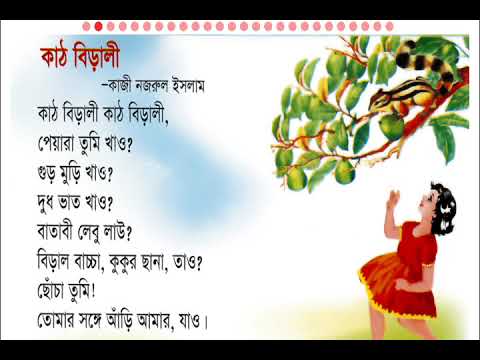 কাঠ বিড়ালী
-কাজী নজরুল ইসলাম
কাঠ বিড়ালী কাঠ বিড়ালী,
পেয়ারা তুমি খাও?
গুড় মুড়ি খাও?
দুধ ভাত খাও?
বাতাবী লেবু লাউ?
বিড়াল বাচ্চা, কুকুর ছানা, তাও?
ছোঁচা তুমি!
তোমার সঙ্গে আঁড়ি আমার, যাও।